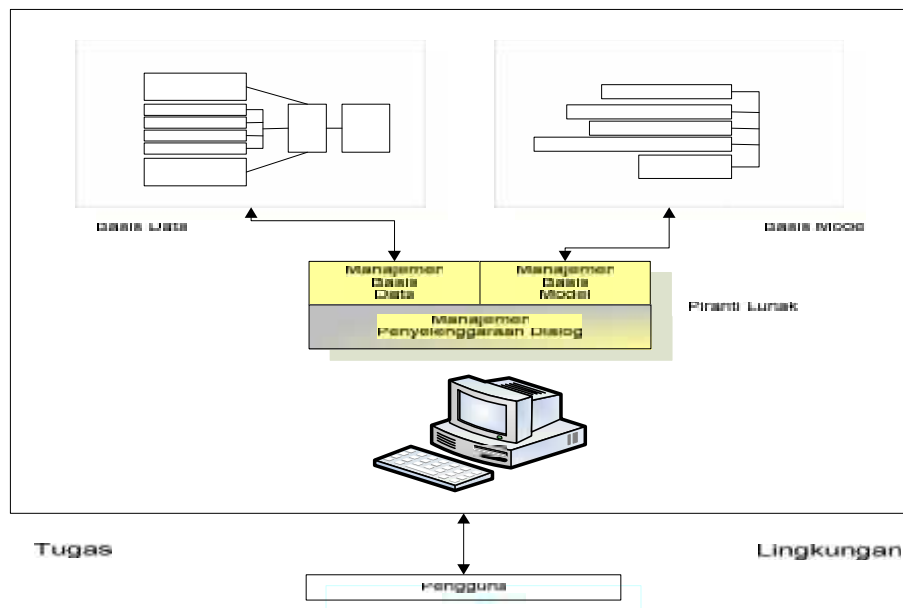 Basis Data
Basis Model
Manajemen
Basis
Data
Manajemen
Basis
Model
Piranti Lunak
Manajemen
Penyelenggaraan Dialog
Tugas
Lingkungan
Pengguna